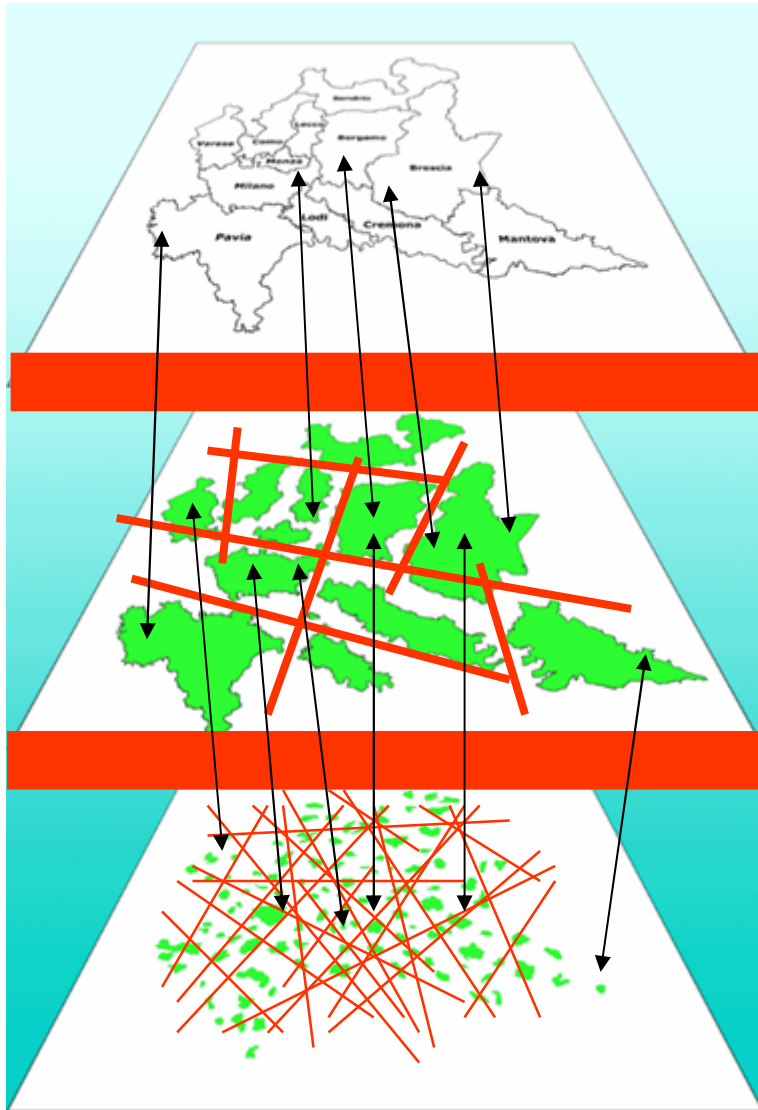 Sondrio
Lecco
Varese Como Bergamo
Monza Brescia
Milano
Lodi Cremona
Pavia Mantova